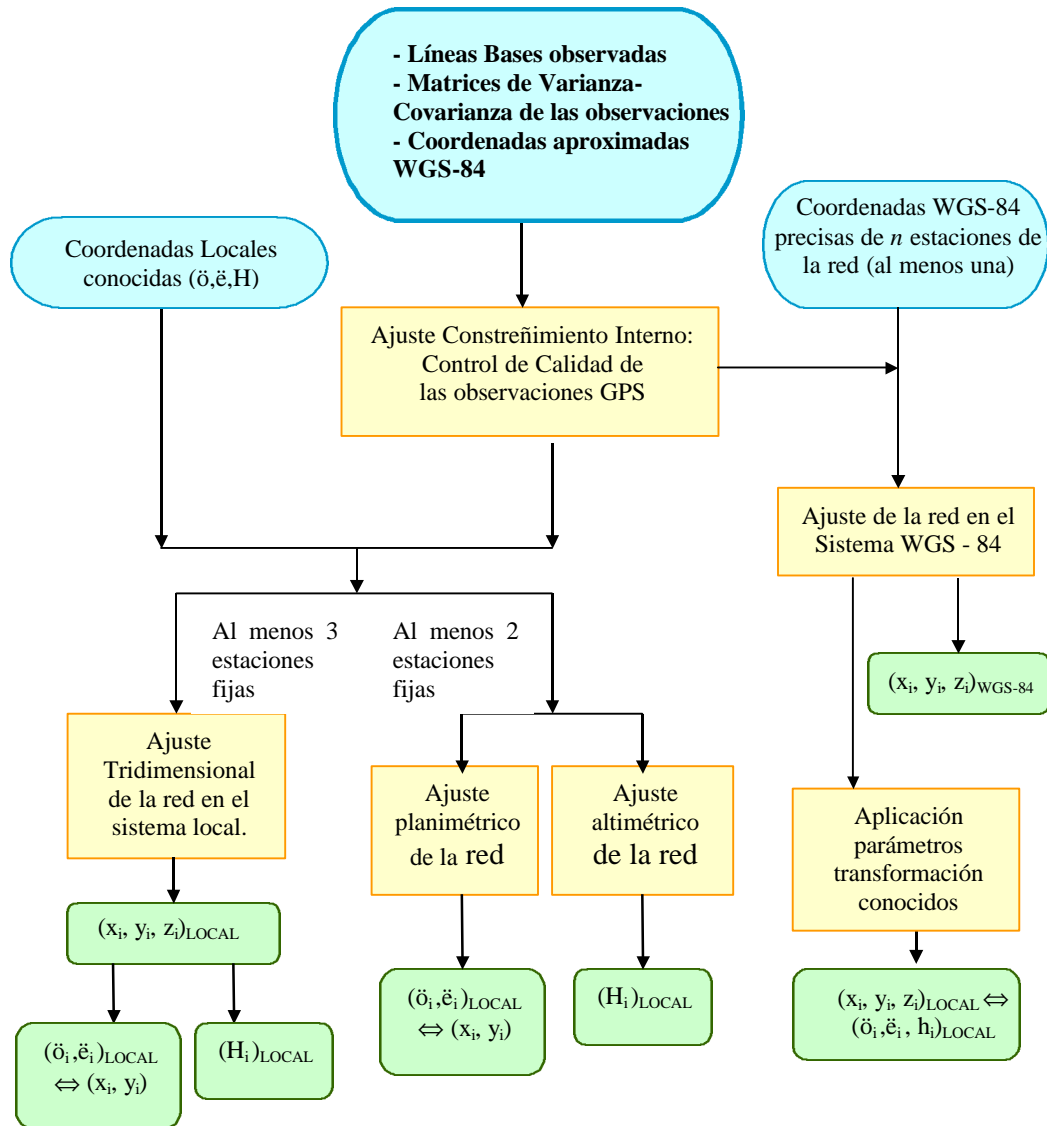 - Líneas Bases observadas
- Matrices de Varianza-
Covarianza de las observaciones
- Coordenadas aproximadas
WGS-84
Coordenadas Locales
conocidas (ö,ë,H)
Coordenadas WGS-84
precisas de n estaciones de
la red (al menos una)
Ajuste Constreñimiento Interno:
Control de Calidad de
las observaciones GPS
Ajuste de la red en el
Sistema WGS - 84
Al menos 3
estaciones
fijas
Al menos 2
estaciones
fijas
(xi, yi, zi)WGS-84
Ajuste
Tridimensional
de la red en el
sistema local.
Ajuste
planimétrico
de la red
Ajuste
altimétrico
de la red
Aplicación
parámetros
transformación
conocidos
(xi, yi, zi)LOCAL
(öi,ëi)LOCAL
⇔ (xi, yi)
(Hi)LOCAL
(öi,ëi)LOCAL
⇔ (xi, yi)
(Hi)LOCAL
(xi, yi, zi)LOCAL ⇔
(öi,ëi, hi)LOCAL